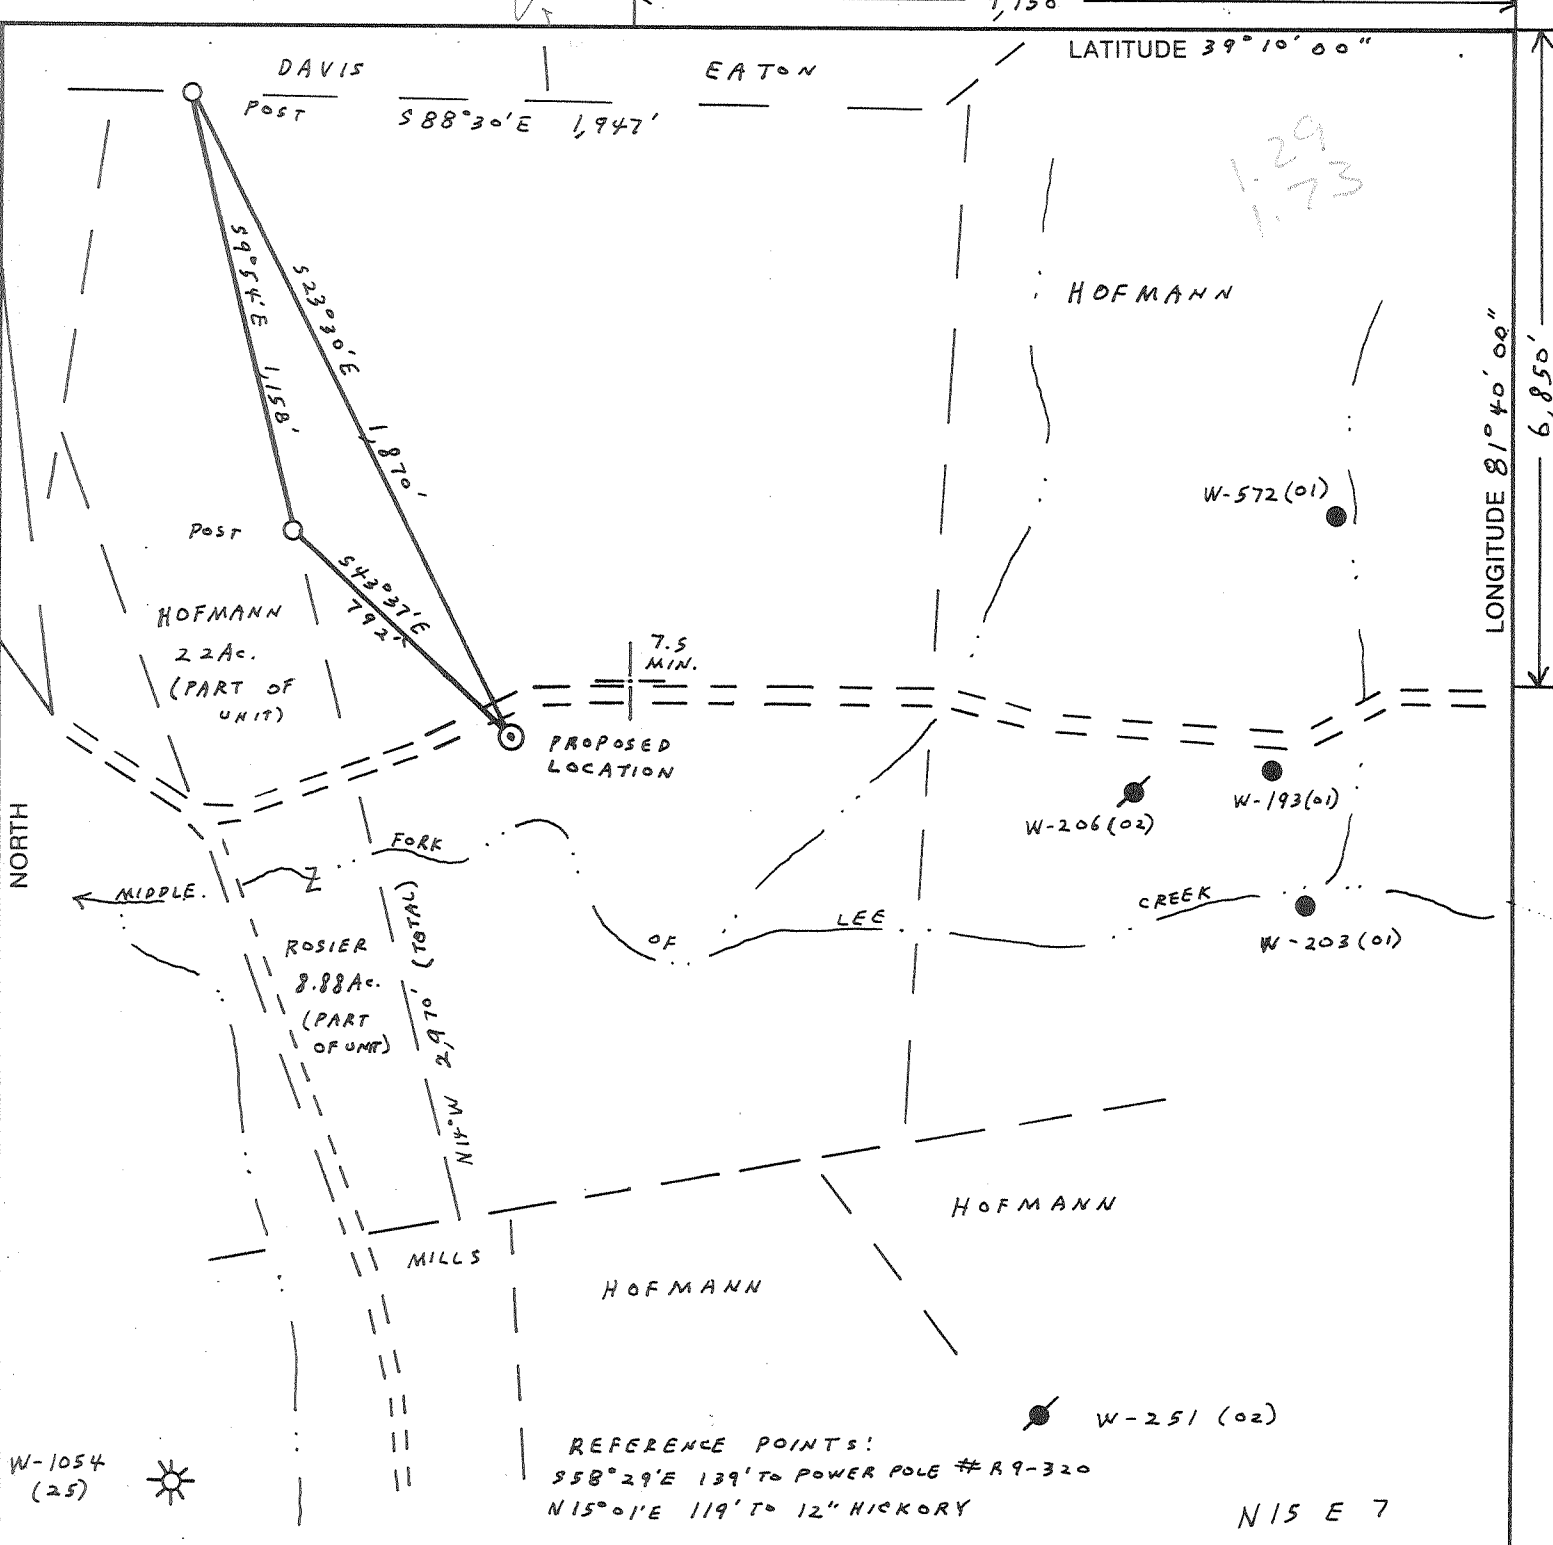 1,750
LATITUDE 39°10'00"
DAVIS
EATON
POST
S88°30'E 1,947'
1.29
1.73
S9°54'E 1,158'
S23°30'E 1,870'
HOFMANN
LONGITUDE 81°40'00"
6,850'
W-572(01)
POST
S43°37'E
792'
HOFMANN
22Ac.
(PART OF
UNIT)
7.5
MIN.
PROPOSED
LOCATION
W-206(02)
W-193(01)
NORTH
FORK
MIDDLE.
Z
CREEK
LEE
OF
W-203(01)
ROSIER
8.88Ac.
(PART
OF UNIT)
N14°W 2,970' (TOTAL)
HOFMANN
MILLS
HOFMANN
W-251 (02)
W-1054
(25)
REFERENCE POINTS:
S58°29'E 139' TO POWER POLE # R9-320
N15°01'E 119' TO 12" HICKORY
N15 E 7